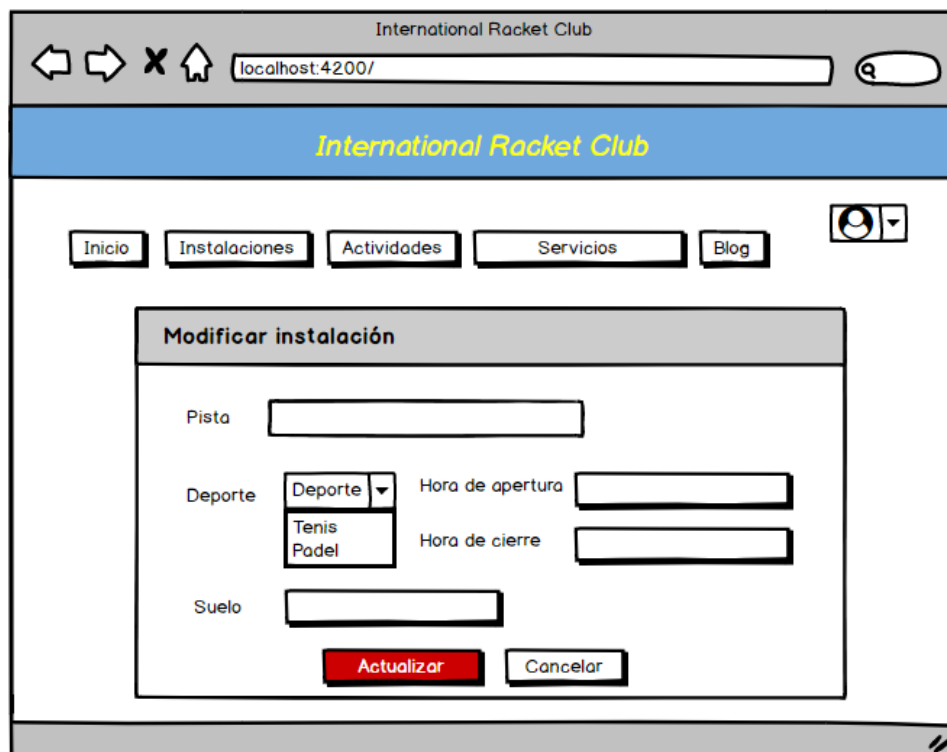 International Racket Club
localhost:4200/
International Racket Club
Inicio Instalaciones Actividades Servicios Blog
Modificar instalación
Pista
Deporte Deporte Hora de apertura
Tenis
Padel Hora de cierre
Suelo
Actualizar Cancelar